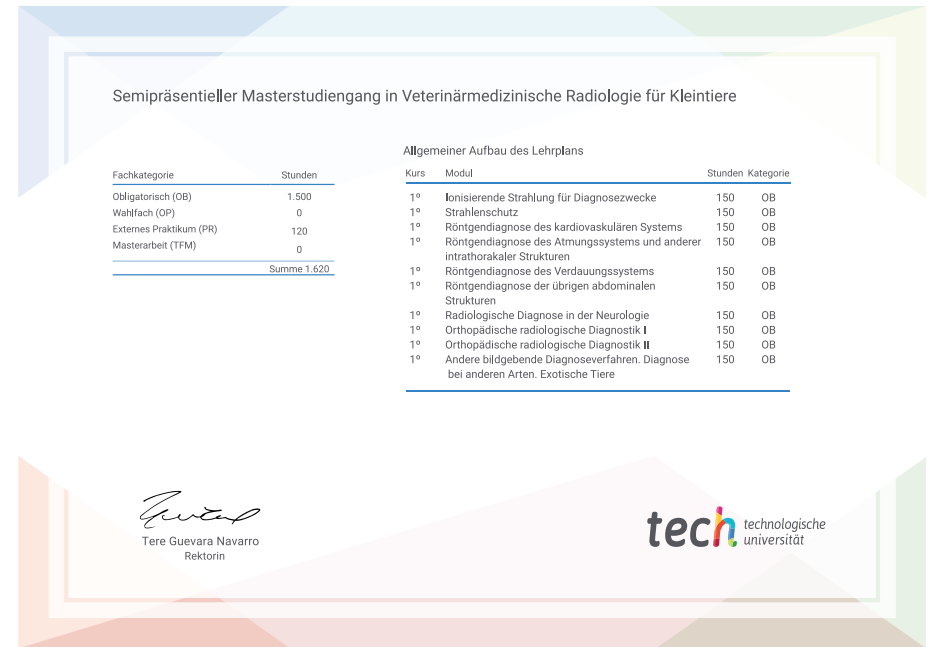 Semipräsentieller Masterstudiengang in Veterinärmedizinische Radiologie für Kleintiere
Fachkategorie Stunden
Obligatorisch (OB) 1.500
Wahlfach (OP) 0
Externes Praktikum (PR) 120
Masterarbeit (TFM) 0
Summe 1.620
Allgemeiner Aufbau des Lehrplans
Kurs Modul Stunden Kategorie
1º Ionisierende Strahlung für Diagnosezwecke 150 OB
1º Strahlenschutz 150 OB
1º Röntgendiagnose des kardiovaskulären Systems 150 OB
1º Röntgendiagnose des Atmungssystems und anderer 150 OB
intrathorakaler Strukturen
1º Röntgendiagnose des Verdauungssystems 150 OB
1º Röntgendiagnose der übrigen abdominalen 150 OB
Strukturen
1º Radiologische Diagnose in der Neurologie 150 OB
1º Orthopädische radiologische Diagnostik I 150 OB
1º Orthopädische radiologische Diagnostik II 150 OB
1º Andere bildgebende Diagnoseverfahren. Diagnose 150 OB
bei anderen Arten. Exotische Tiere
Tere Guevara Navarro
Rektorin
tech technologische
universität